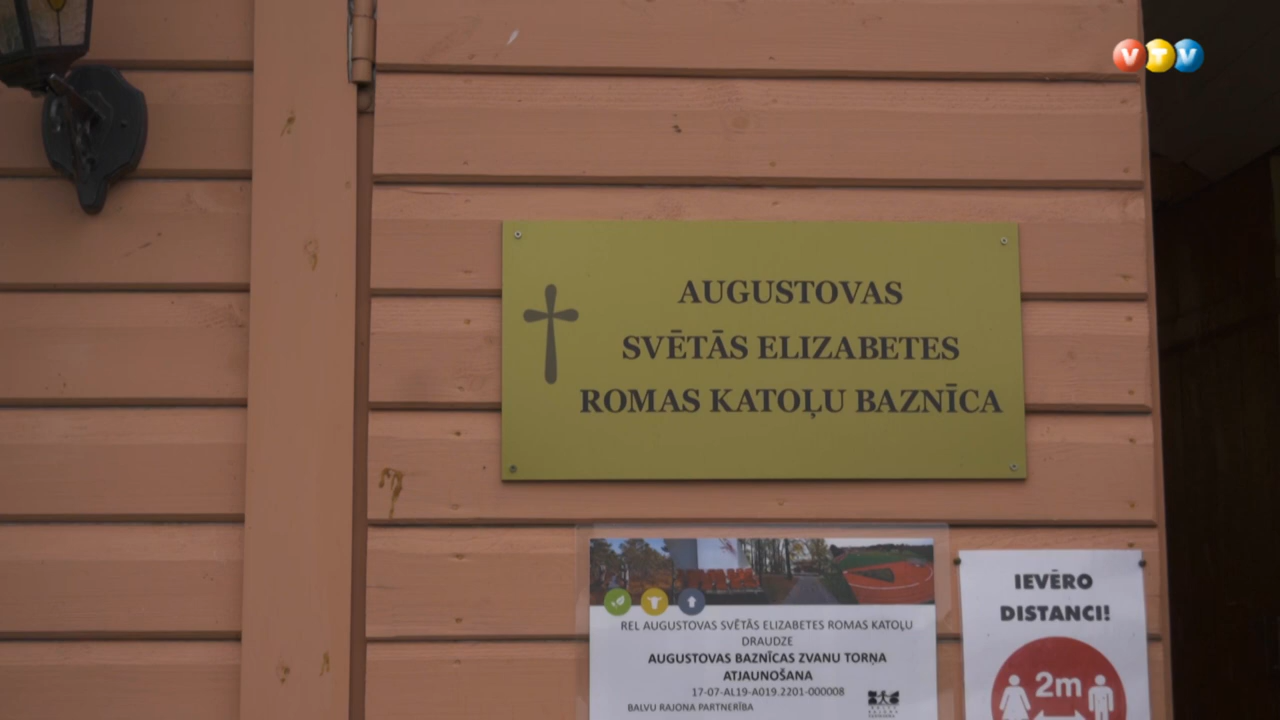 VTV
AUGUSTOVAS
SVĒTĀS ELIZABETES
ROMAS KATOĻU BAZNĪCA
REL AUGUSTOVAS SVĒTĀS ELIZABETES ROMAS KATOĻU
DRAUDZE
AUGUSTOVAS BAZNĪCAS ZVANU TORŅA
ATJAUNOŠANA
17-07-AL19-A019.2201-000008
BALVU RAJONA PARTNERĪBA
IEVĒRO
DISTANCI!
2m